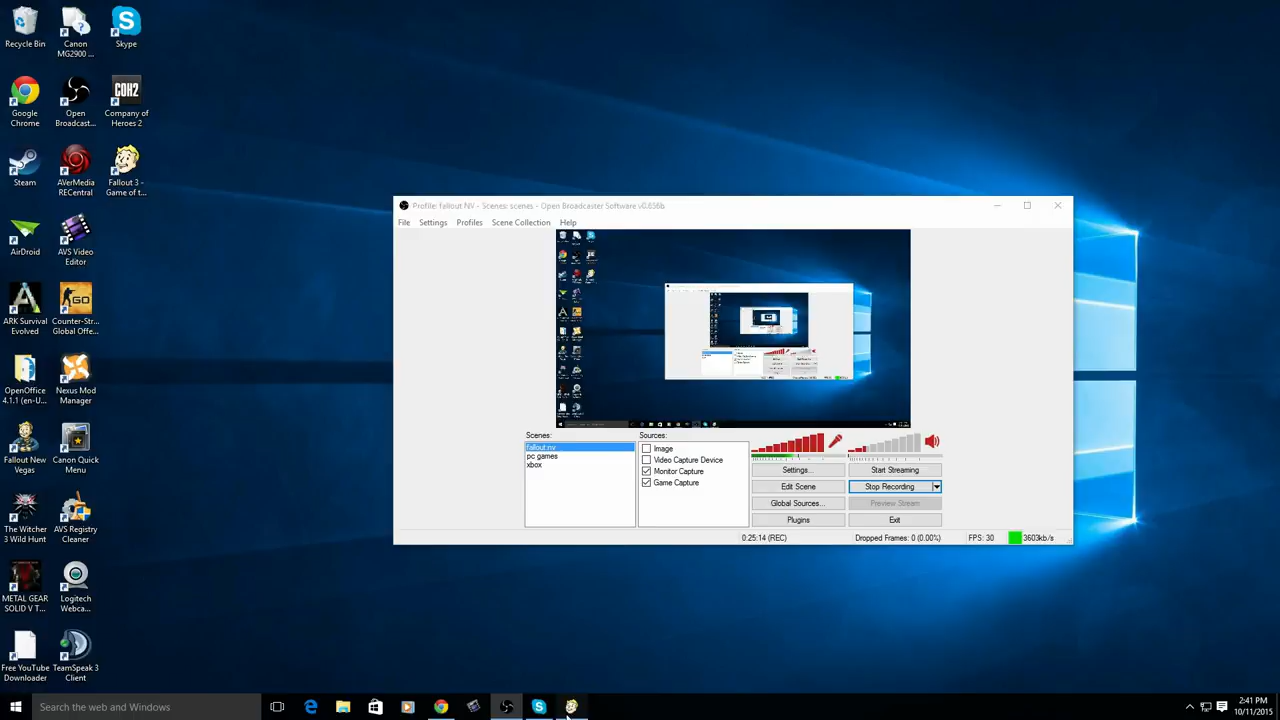 Recycle Bin
Canon
MG2900 ...
Skype
Google
Chrome
Open
Broadcast...
Company of
Heroes 2
Steam
AVerMedia
RECentral
Fallout 3 -
Game of t...
AirDroid
AVS Video
Editor
ARK Survival
Evolved
Counter-Str...
Global Offe...
OpenOffice
4.1.1 (en-U...
Nexus Mod
Manager
Fallout New
Vegas
Canon Quick
Menu
The Witcher
3 Wild Hunt
AVS Registry
Cleaner
METAL GEAR
SOLID V T...
Logitech
Webca...
Free YouTube
Downloader
TeamSpeak 3
Client
COH2
GO
Profile: fallout NV - Scenes: scenes - Open Broadcaster Software v0.656b
File Settings Profiles Scene Collection Help
Scenes:
fallout nv
pc games
xbox
Sources:
Image
Video Capture Device
Monitor Capture
Game Capture
Settings...
Start Streaming
Edit Scene
Stop Recording
Global Sources...
Preview Stream
Plugins
Exit
0:25:14 (REC)
Dropped Frames: 0 (0.00%)
FPS: 30
3603kb/s
Search the web and Windows
2:41 PM
10/11/2015